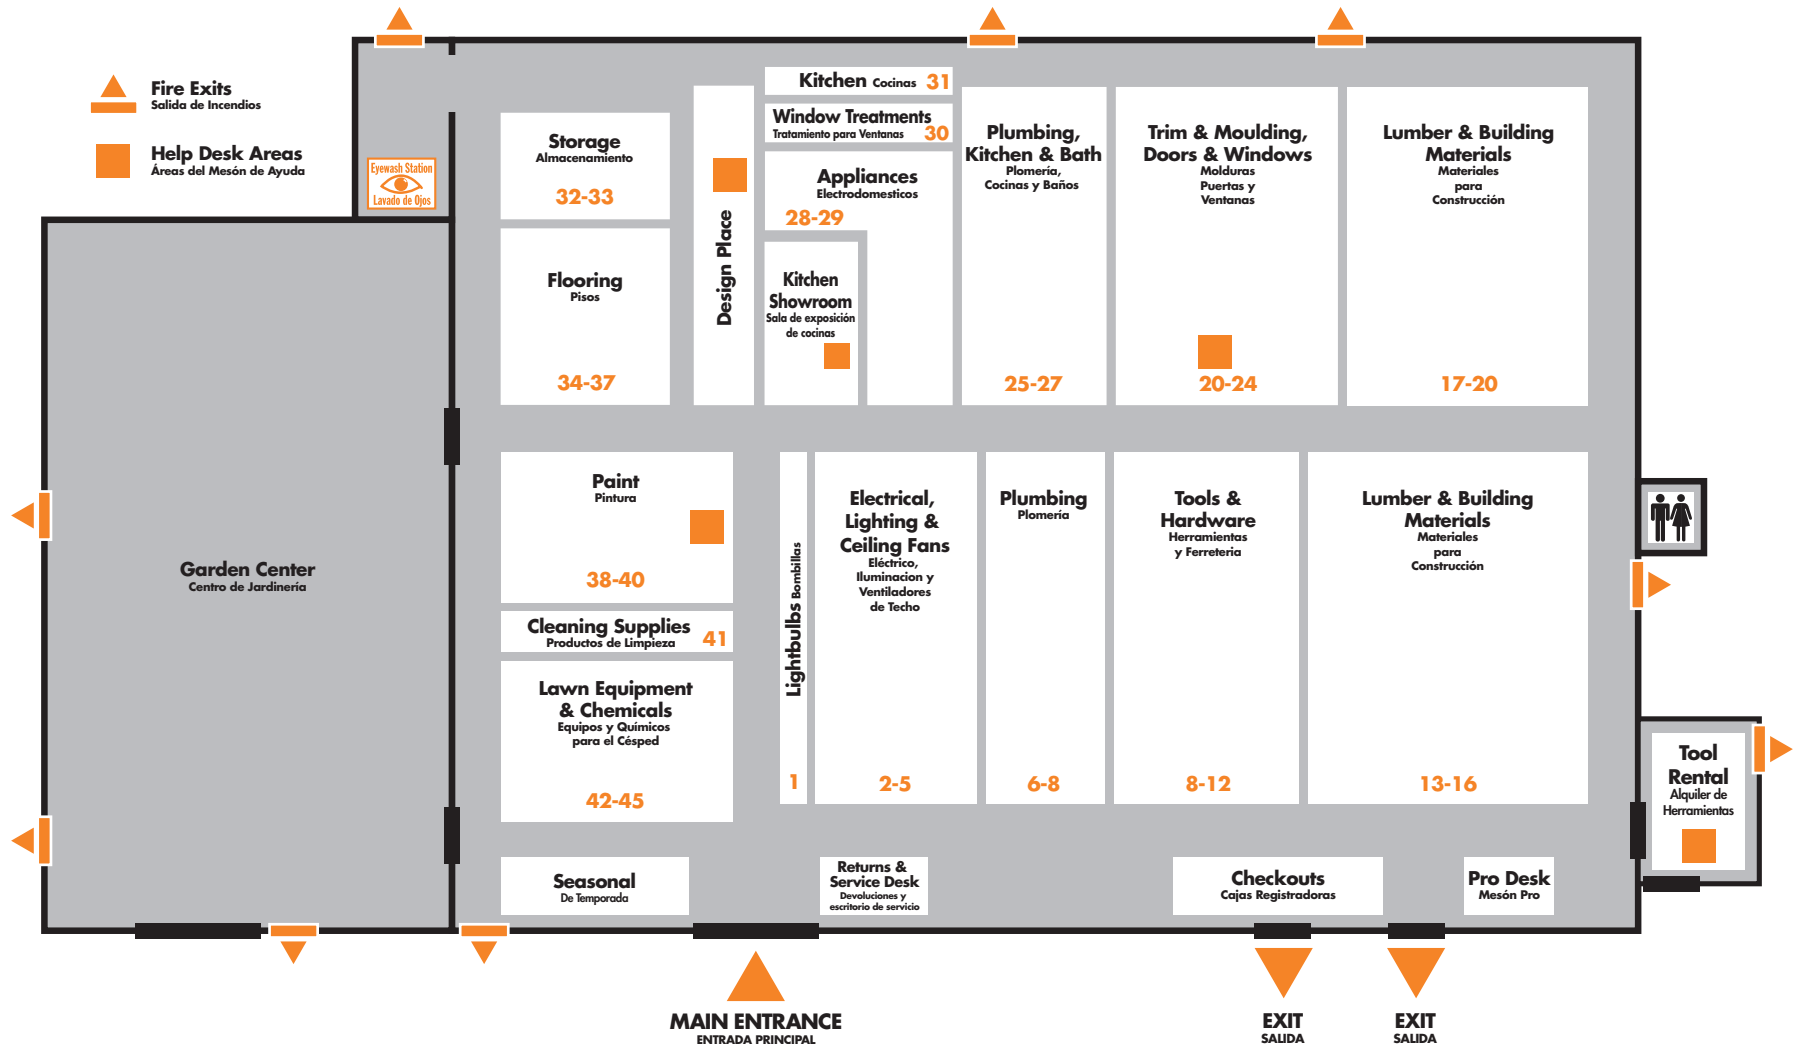 Fire Exits
Salida de Incendios
Help Desk Areas
Áreas del Mesón de Ayuda
Eyewash Station
Lavado de Ojos
Garden Center
Centro de Jardinería
Storage
Almacenamiento
32-33
Flooring
Pisos
34-37
Design Place
Kitchen Cocinas 31
Window Treatments
Tratamiento para Ventanas 30
Appliances
Electrodomesticos
28-29
Kitchen
Showroom
Sala de exposición
de cocinas
Plumbing,
Kitchen & Bath
Plomería,
Cocinas y Baños
25-27
Trim & Moulding,
Doors & Windows
Molduras
Puertas y
Ventanas
20-24
Lumber & Building
Materials
Materiales
para
Construcción
17-20
Paint
Pintura
38-40
Cleaning Supplies
Productos de Limpieza 41
Lawn Equipment
& Chemicals
Equipos y Químicos
para el Césped
42-45
Lightbulbs Bombillas
1
Electrical,
Lighting &
Ceiling Fans
Eléctrico,
Iluminacion y
Ventiladores
de Techo
2-5
Plumbing
Plomería
6-8
Tools &
Hardware
Herramientas
y Ferreteria
8-12
Lumber & Building
Materials
Materiales
para
Construcción
13-16
Tool
Rental
Alquiler de
Herramientas
Seasonal
De Temporada
Returns &
Service Desk
Devoluciones y
escritorio de servicio
Checkouts
Cajas Registradoras
Pro Desk
Mesón Pro
MAIN ENTRANCE
ENTRADA PRINCIPAL
EXIT
SALIDA
EXIT
SALIDA